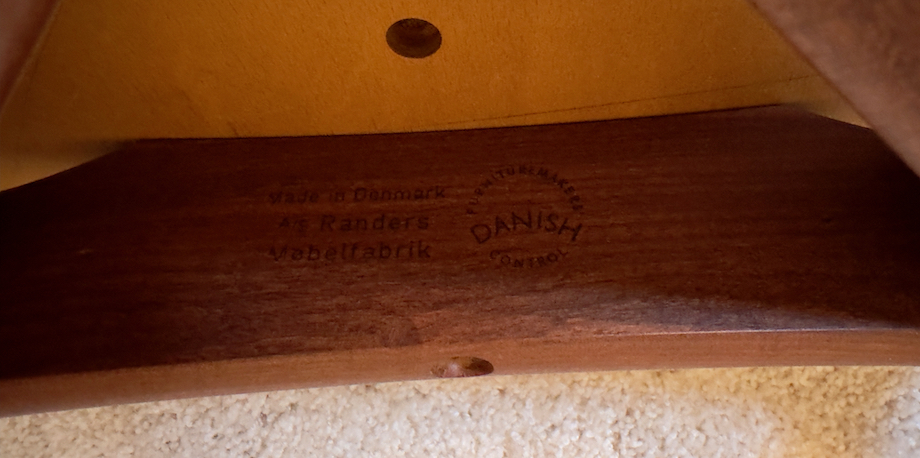 Made in Denmark
A/S Randers
Møbelfabrik
FURNITUREMAKERS'
DANISH
CONTROL